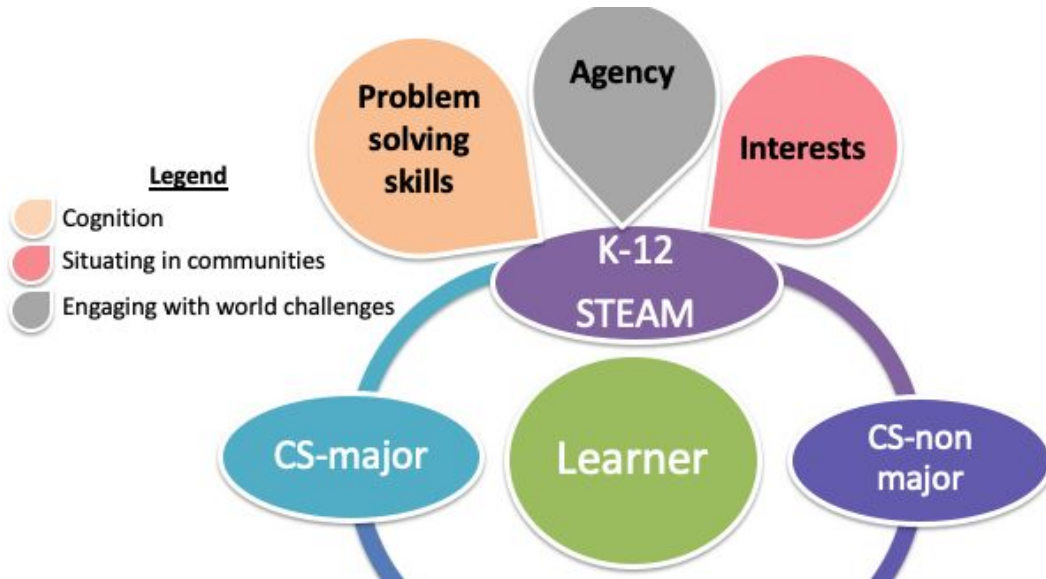 Problem
solving
skills
Agency
Interests
Legend
Cognition
Situating in communities
Engaging with world challenges
K-12
STEAM
CS-major
Learner
CS-non
major